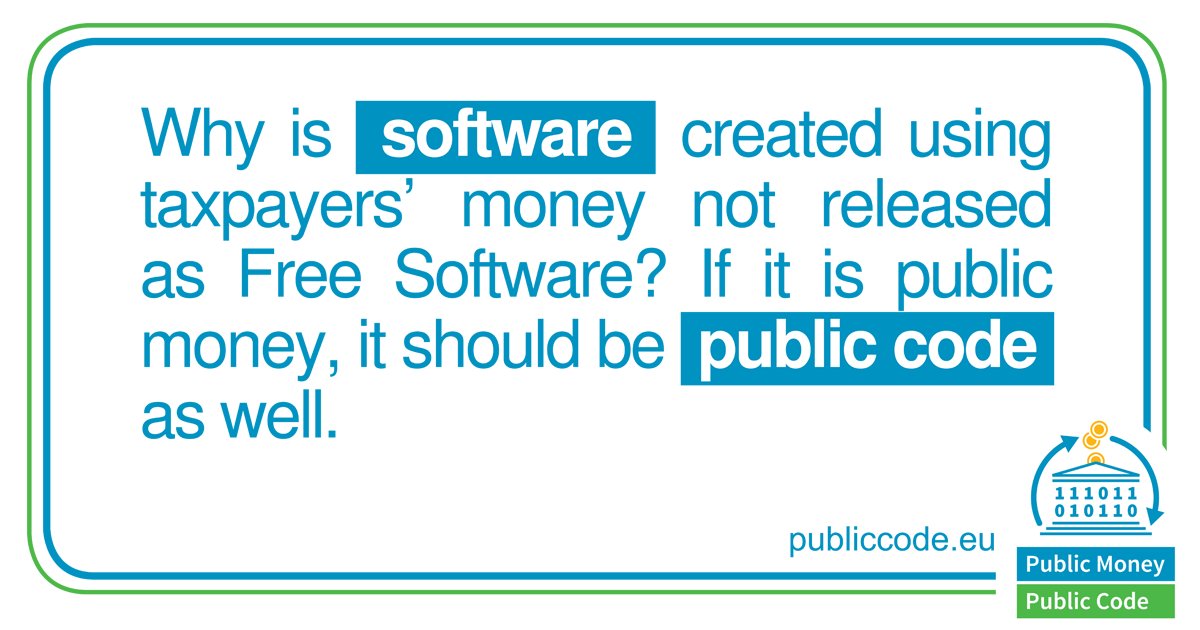 Why is software created using
taxpayers’ money not released
as Free Software? If it is public
money, it should be public code
as well.
111011
010110
publiccode.eu
Public Money
Public Code